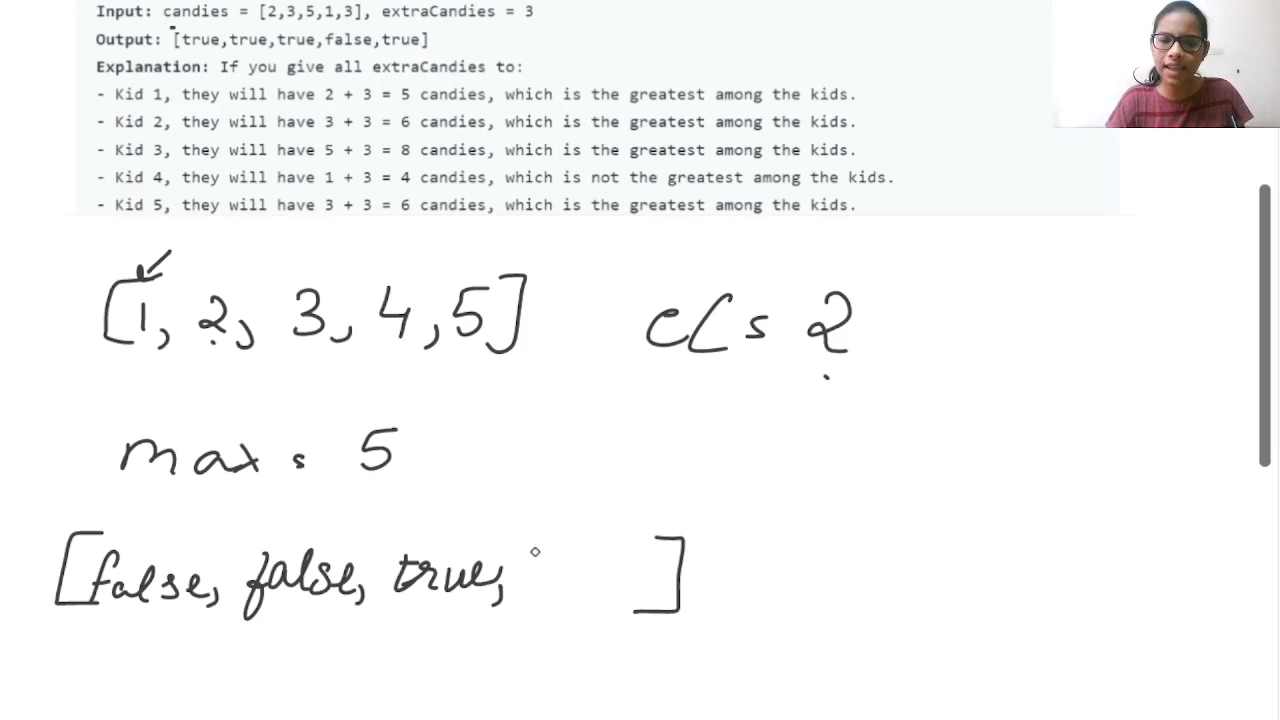 Input: candies = [2,3,5,1,3], extraCandies = 3
Output: [true,true,true,false,true]
Explanation: If you give all extraCandies to:
- Kid 1, they will have 2 + 3 = 5 candies, which is the greatest among the kids.
- Kid 2, they will have 3 + 3 = 6 candies, which is the greatest among the kids.
- Kid 3, they will have 5 + 3 = 8 candies, which is the greatest among the kids.
- Kid 4, they will have 1 + 3 = 4 candies, which is not the greatest among the kids.
- Kid 5, they will have 3 + 3 = 6 candies, which is the greatest among the kids.
[1, 2, 3, 4, 5] eC = 2
max = 5
[false, false, true, ]